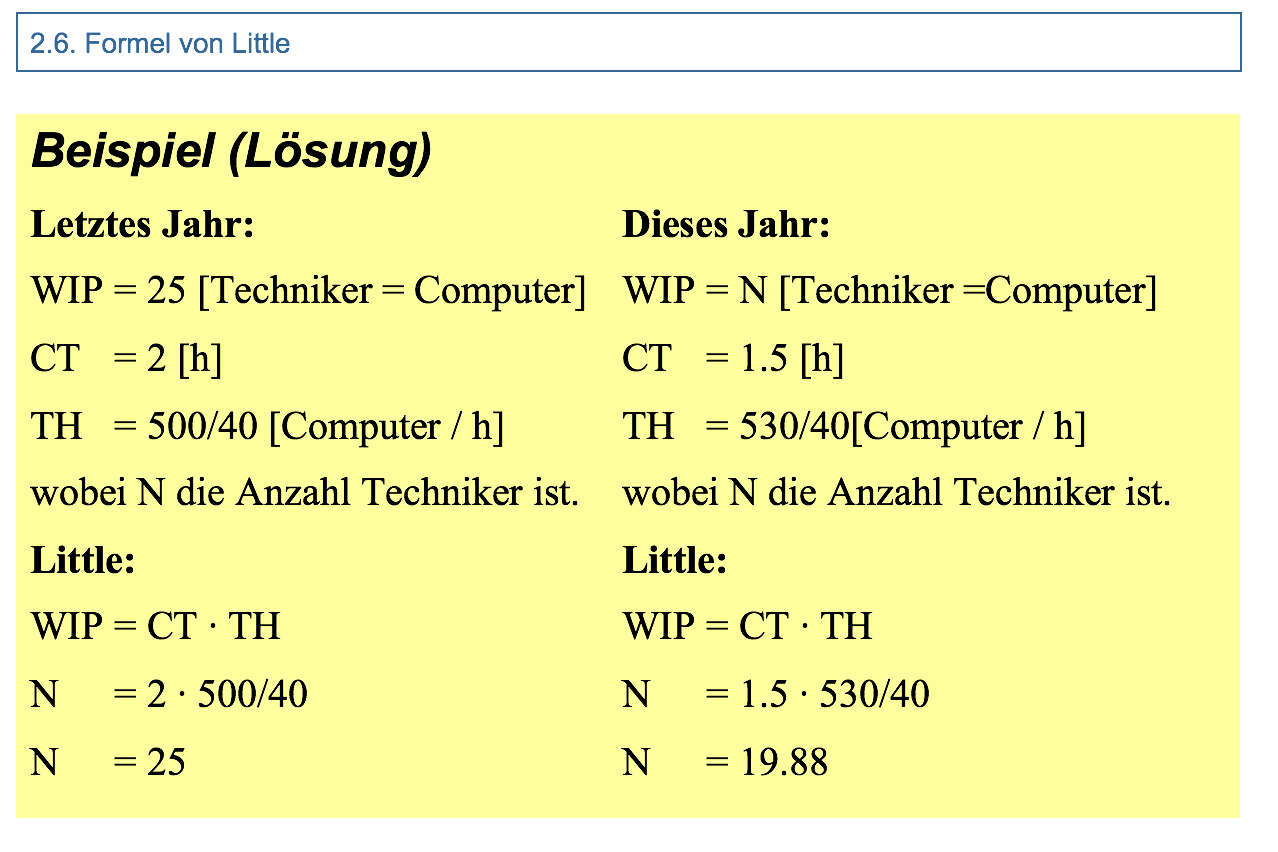 2.6. Formel von Little
Beispiel (Lösung)
Letztes Jahr:
WIP = 25 [Techniker = Computer]
CT = 2 [h]
TH = 500/40 [Computer / h]
wobei N die Anzahl Techniker ist.
Little:
WIP = CT · TH
N = 2 · 500/40
N = 25
Dieses Jahr:
WIP = N [Techniker =Computer]
CT = 1.5 [h]
TH = 530/40[Computer / h]
wobei N die Anzahl Techniker ist.
Little:
WIP = CT · TH
N = 1.5 · 530/40
N = 19.88